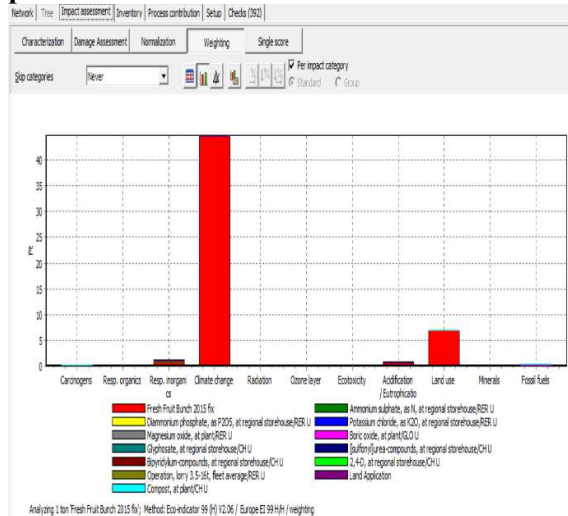 Network Tree Impact assessment Inventory Process contribution Setup Checks (392)
Characterization Damage Assessment Normalization Weighting Single score
Skip categories Never Per impact category
Standard Group
40
35
30
25
20
15
10
5
0
Pt
Carcinogens Resp. organics Resp. inorgani Climate change Radiation Ozone layer Ecotoxicity Acidification Land use Minerals Fossil fuels
cs / Eutrophicatio
Fresh Fruit Bunch 2015 fix Ammonium sulphate, as N, at regional storehouse/RER U
Diammonium phosphate, as P2O5, at regional storehouse/RER U Potassium chloride, as K2O, at regional storehouse/RER U
Magnesium oxide, at plant/RER U Boric oxide, at plant/GLO U
Glyphosate, at regional storehouse/CH U [sulfonyl]urea-compounds, at regional storehouse/CH U
Bipyridylium-compounds, at regional storehouse/CH U 2,4-D, at regional storehouse/CH U
Operation, lorry 3.5-16t, fleet average/RER U Land Application
Compost, at plant/CH U
Analyzing 1 ton 'Fresh Fruit Bunch 2015 fix'; Method: Eco-indicator 99 (H) V2.06 / Europe EI 99 H/H / weighting